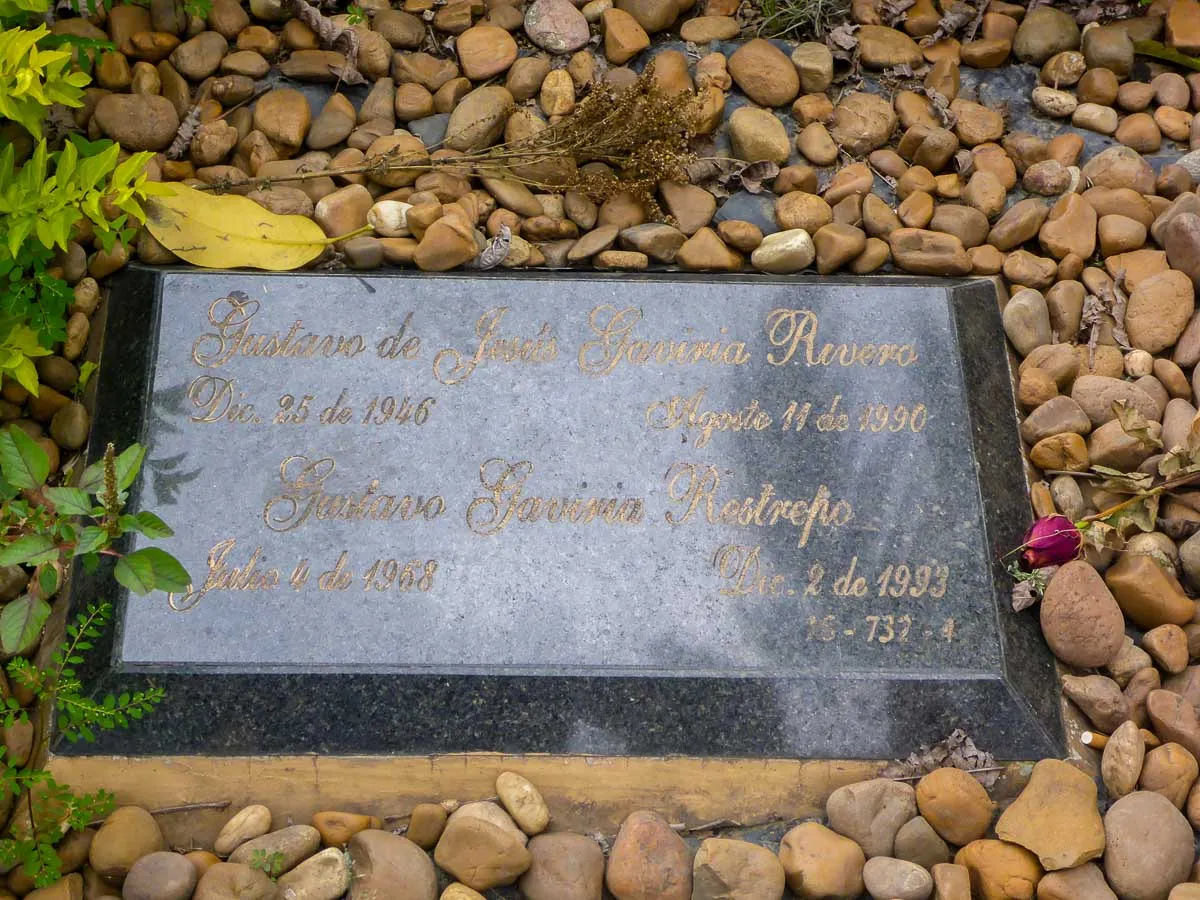 Gustavo de Jesús Gaviria Rivero
Dic. 25 de 1946 Agosto 11 de 1990
Gustavo Gaviria Restrepo
Julio 4 de 1968 Dic. 2 de 1993
16-732-4